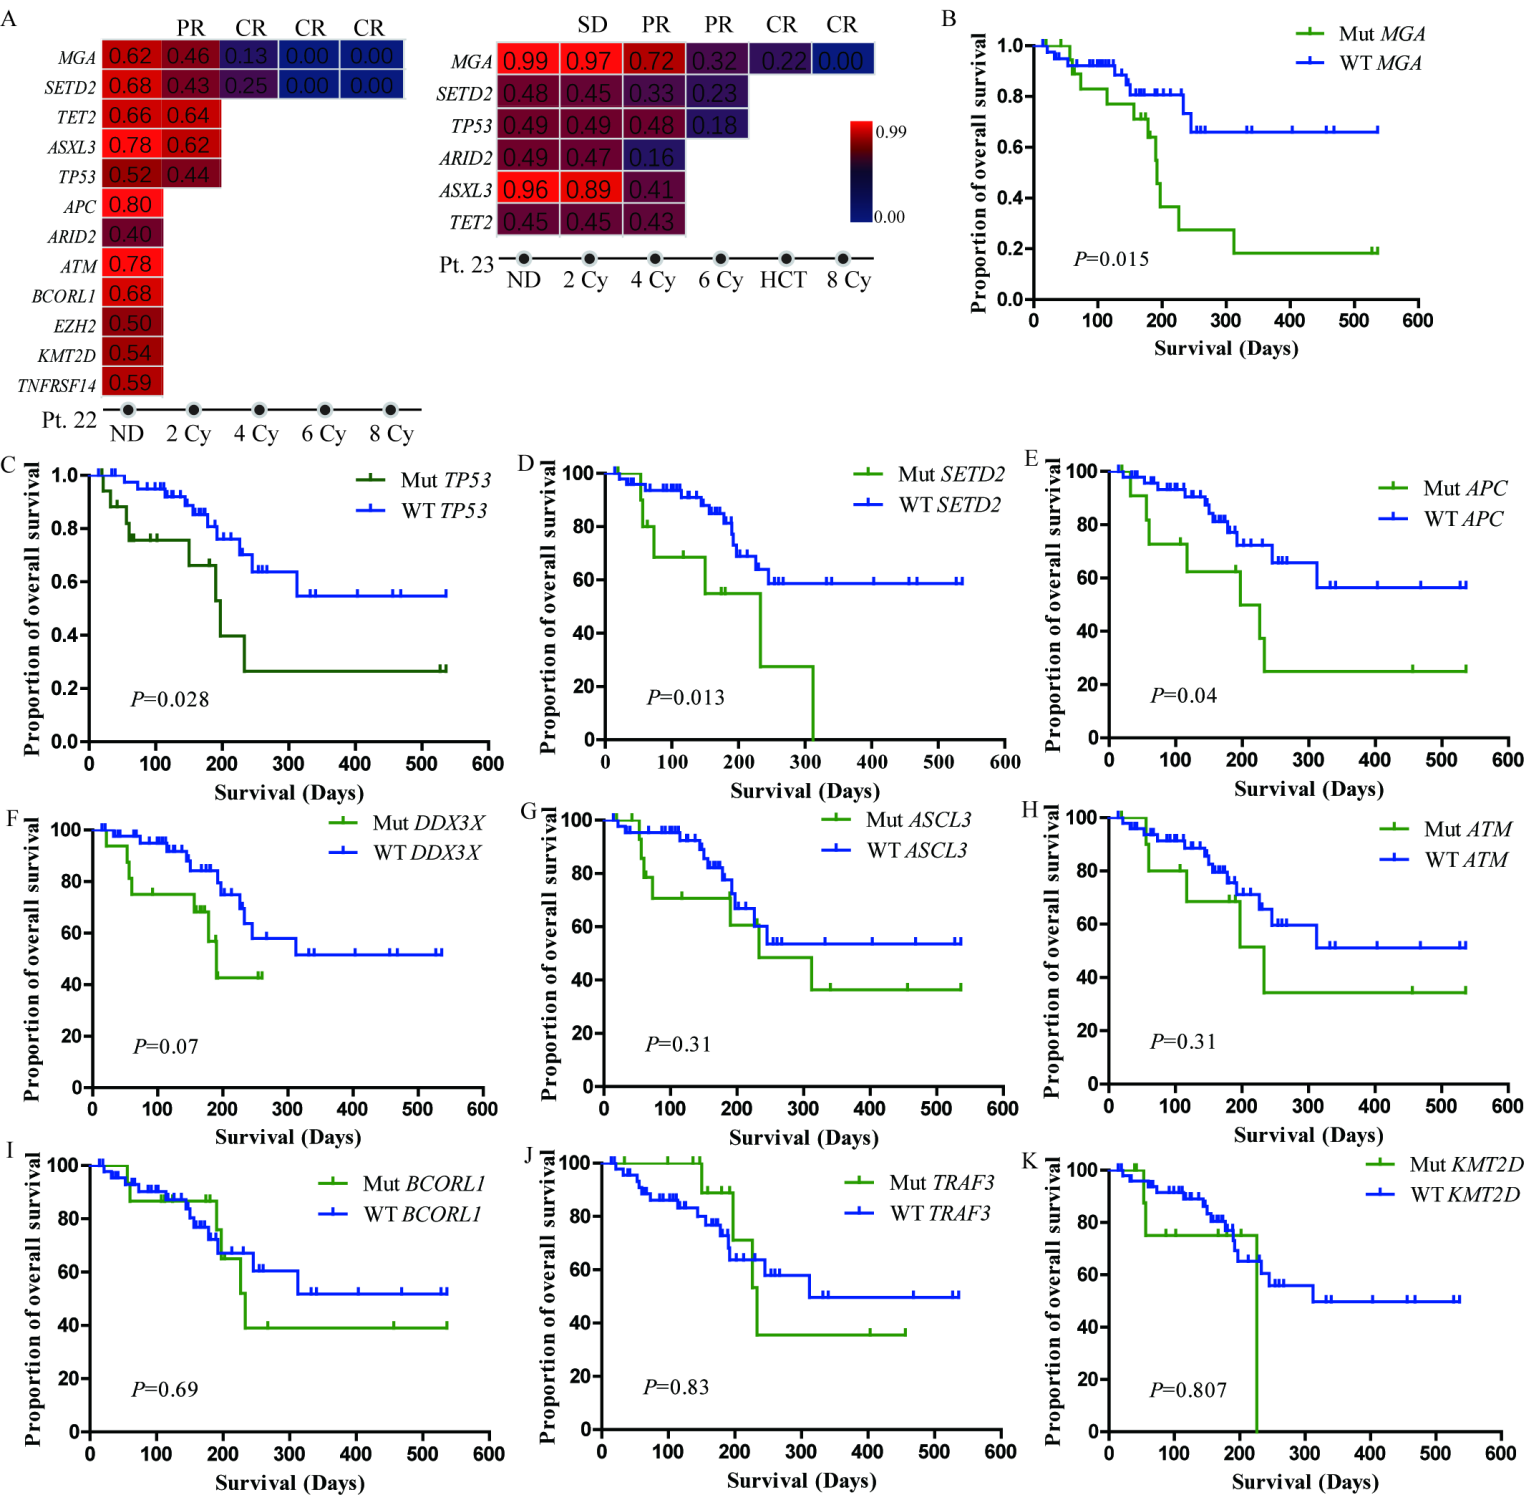 A
PR CR CR CR
MGA 0.62 0.46 0.13 0.00 0.00
SETD2 0.68 0.43 0.25 0.00 0.00
TET2 0.66 0.64
ASXL3 0.78 0.62
TP53 0.52 0.44
APC 0.80
ARID2 0.40
ATM 0.78
BCORL1 0.68
EZH2 0.50
KMT2D 0.54
TNFRSF14 0.59
Pt. 22
ND 2 Cy 4 Cy 6 Cy 8 Cy
SD PR PR CR CR
MGA 0.99 0.97 0.72 0.32 0.22 0.00
SETD2 0.48 0.45 0.33 0.23
TP53 0.49 0.49 0.48 0.18
ARID2 0.49 0.47 0.16
ASXL3 0.96 0.89 0.41
TET2 0.45 0.45 0.43
0.99
0.00
Pt. 23
ND 2 Cy 4 Cy 6 Cy HCT 8 Cy
B
Mut MGA
WT MGA
Proportion of overall survival
1.0
0.8
0.6
0.4
0.2
0.0
P=0.015
0 100 200 300 400 500 600
Survival (Days)
C
Mut TP53
WT TP53
Proportion of overall survival
1.0
0.8
0.6
0.4
0.2
0.0
P=0.028
0 100 200 300 400 500 600
Survival (Days)
D
Mut SETD2
WT SETD2
Proportion of overall survival
100
80
60
40
20
0
P=0.013
0 100 200 300 400 500 600
Survival (Days)
E
Mut APC
WT APC
Proportion of overall survival
100
80
60
40
20
0
P=0.04
0 100 200 300 400 500 600
Survival (Days)
F
Mut DDX3X
WT DDX3X
Proportion of overall survival
100
80
60
40
20
0
P=0.07
0 100 200 300 400 500 600
Survival (Days)
G
Mut ASCL3
WT ASCL3
Proportion of overall survival
100
80
60
40
20
0
P=0.31
0 100 200 300 400 500 600
Survival (Days)
H
Mut ATM
WT ATM
Proportion of overall survival
100
80
60
40
20
0
P=0.31
0 100 200 300 400 500 600
Survival (Days)
I
Mut BCORL1
WT BCORL1
Proportion of overall survival
100
80
60
40
20
0
P=0.69
0 100 200 300 400 500 600
Survival (Days)
J
Mut TRAF3
WT TRAF3
Proportion of overall survival
100
80
60
40
20
0
P=0.83
0 100 200 300 400 500 600
Survival (Days)
K
Mut KMT2D
WT KMT2D
Proportion of overall survival
100
80
60
40
20
0
P=0.807
0 100 200 300 400 500 600
Survival (Days)